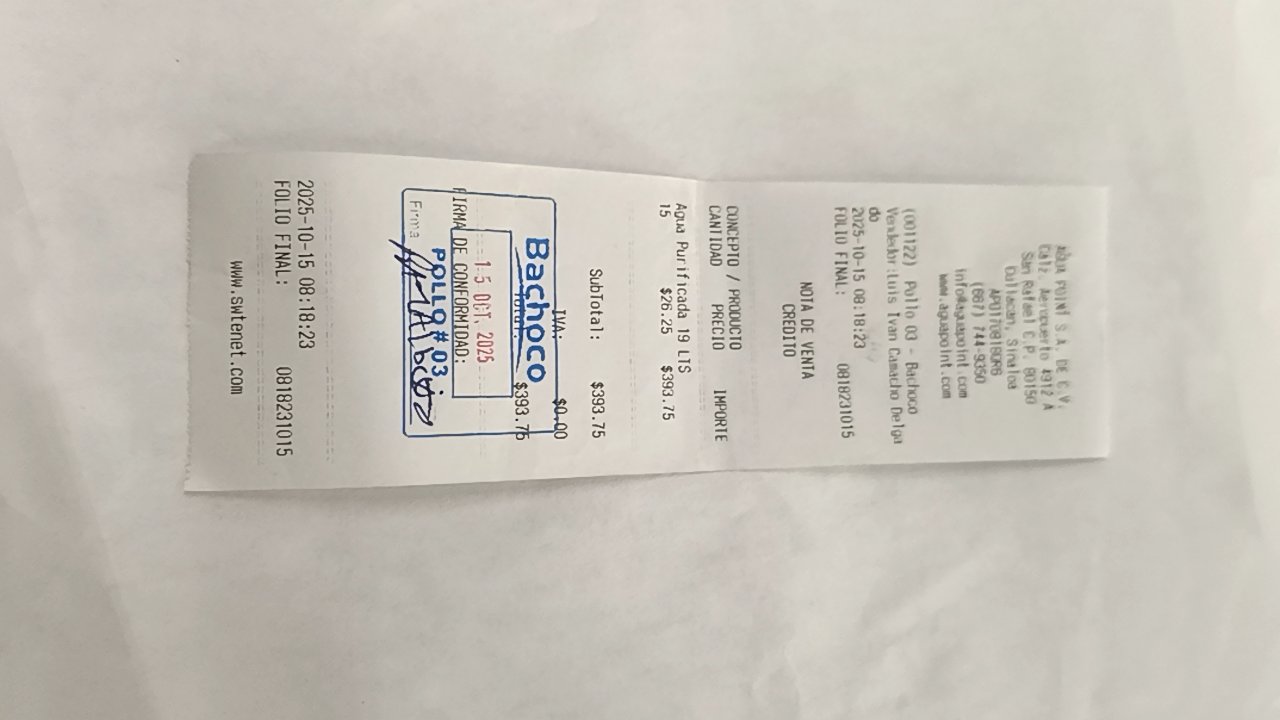 AGUA POINT S.A. DE C.V.
Calz. Aeropuerto 4912 A
San Rafael C.P. 80150
Culiacan, Sinaloa
APO170818QR6
(667) 744-9350
info@aguapoint.com
www.aguapoint.com
(001122) Pollo 03 - Bachoco
Vendedor:Luis Ivan Camacho Delga
do
2025-10-15 08:18:23
FOLIO FINAL: 0818231015
NOTA DE VENTA
CREDITO
CONCEPTO / PRODUCTO
CANTIDAD PRECIO IMPORTE
Agua Purificada 19 LTS
15 $26.25 $393.75
SubTotal: $393.75
IVA: $0.00
Total: $393.75
Bachoco
15 OCT. 2025
FIRMA DE CONFORMIDAD:
POLLO # 03
Firma
2025-10-15 08:18:23
FOLIO FINAL: 0818231015
www.swtenet.com